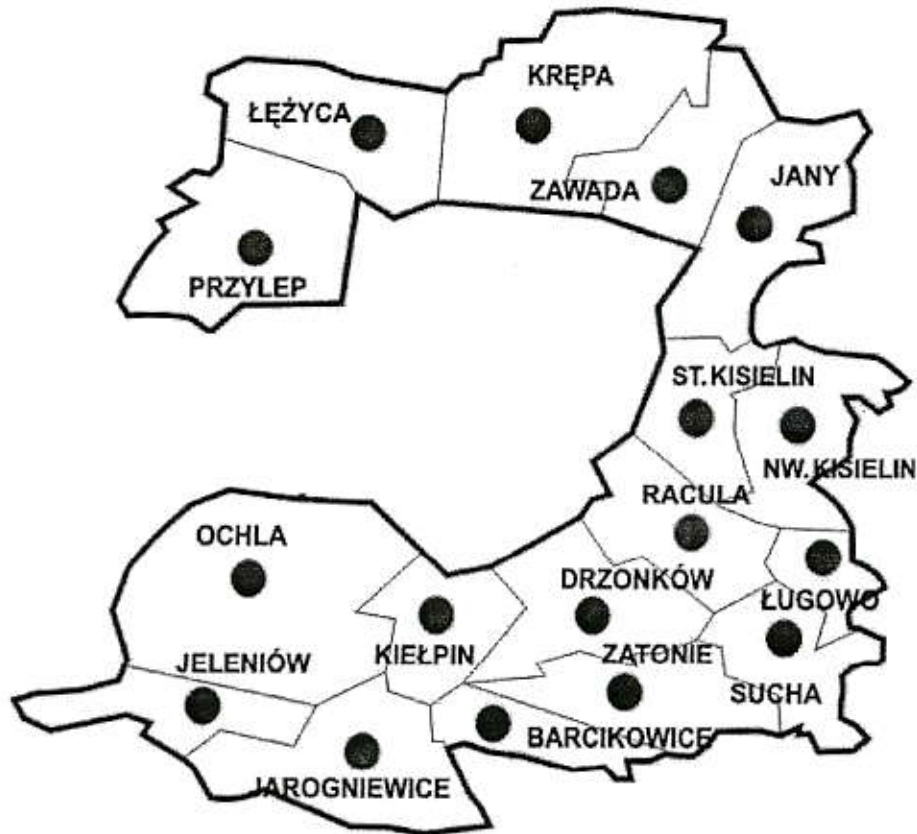 KRĘPA
ŁĘŻYCA
ZAWADA
JANY
PRZYLEP
ST.KISIELIN
NW.KISIELIN
RACULA
OCHLA
DRZONKÓW
ŁUGOWO
JELENIÓW
KIEŁPIN
ZATONIE
SUCHA
BARCIKOWICE
JAROGNIEWICE